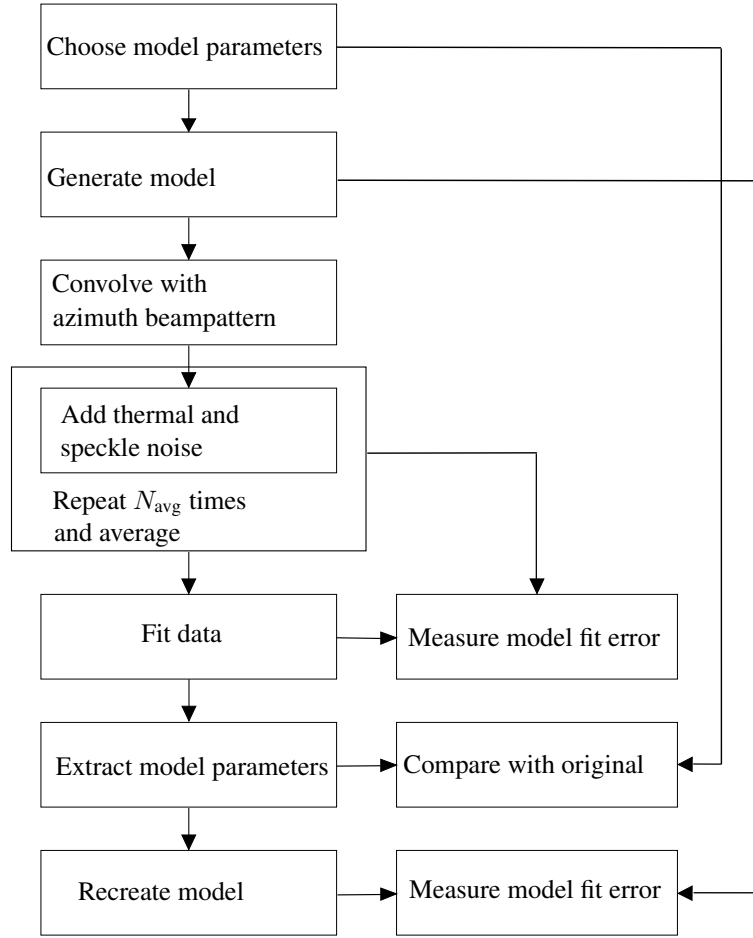 Choose model parameters
Generate model
Convolve with
azimuth beampattern
Add thermal and
speckle noise
Repeat N_avg times
and average
Fit data
Measure model fit error
Extract model parameters
Compare with original
Recreate model
Measure model fit error